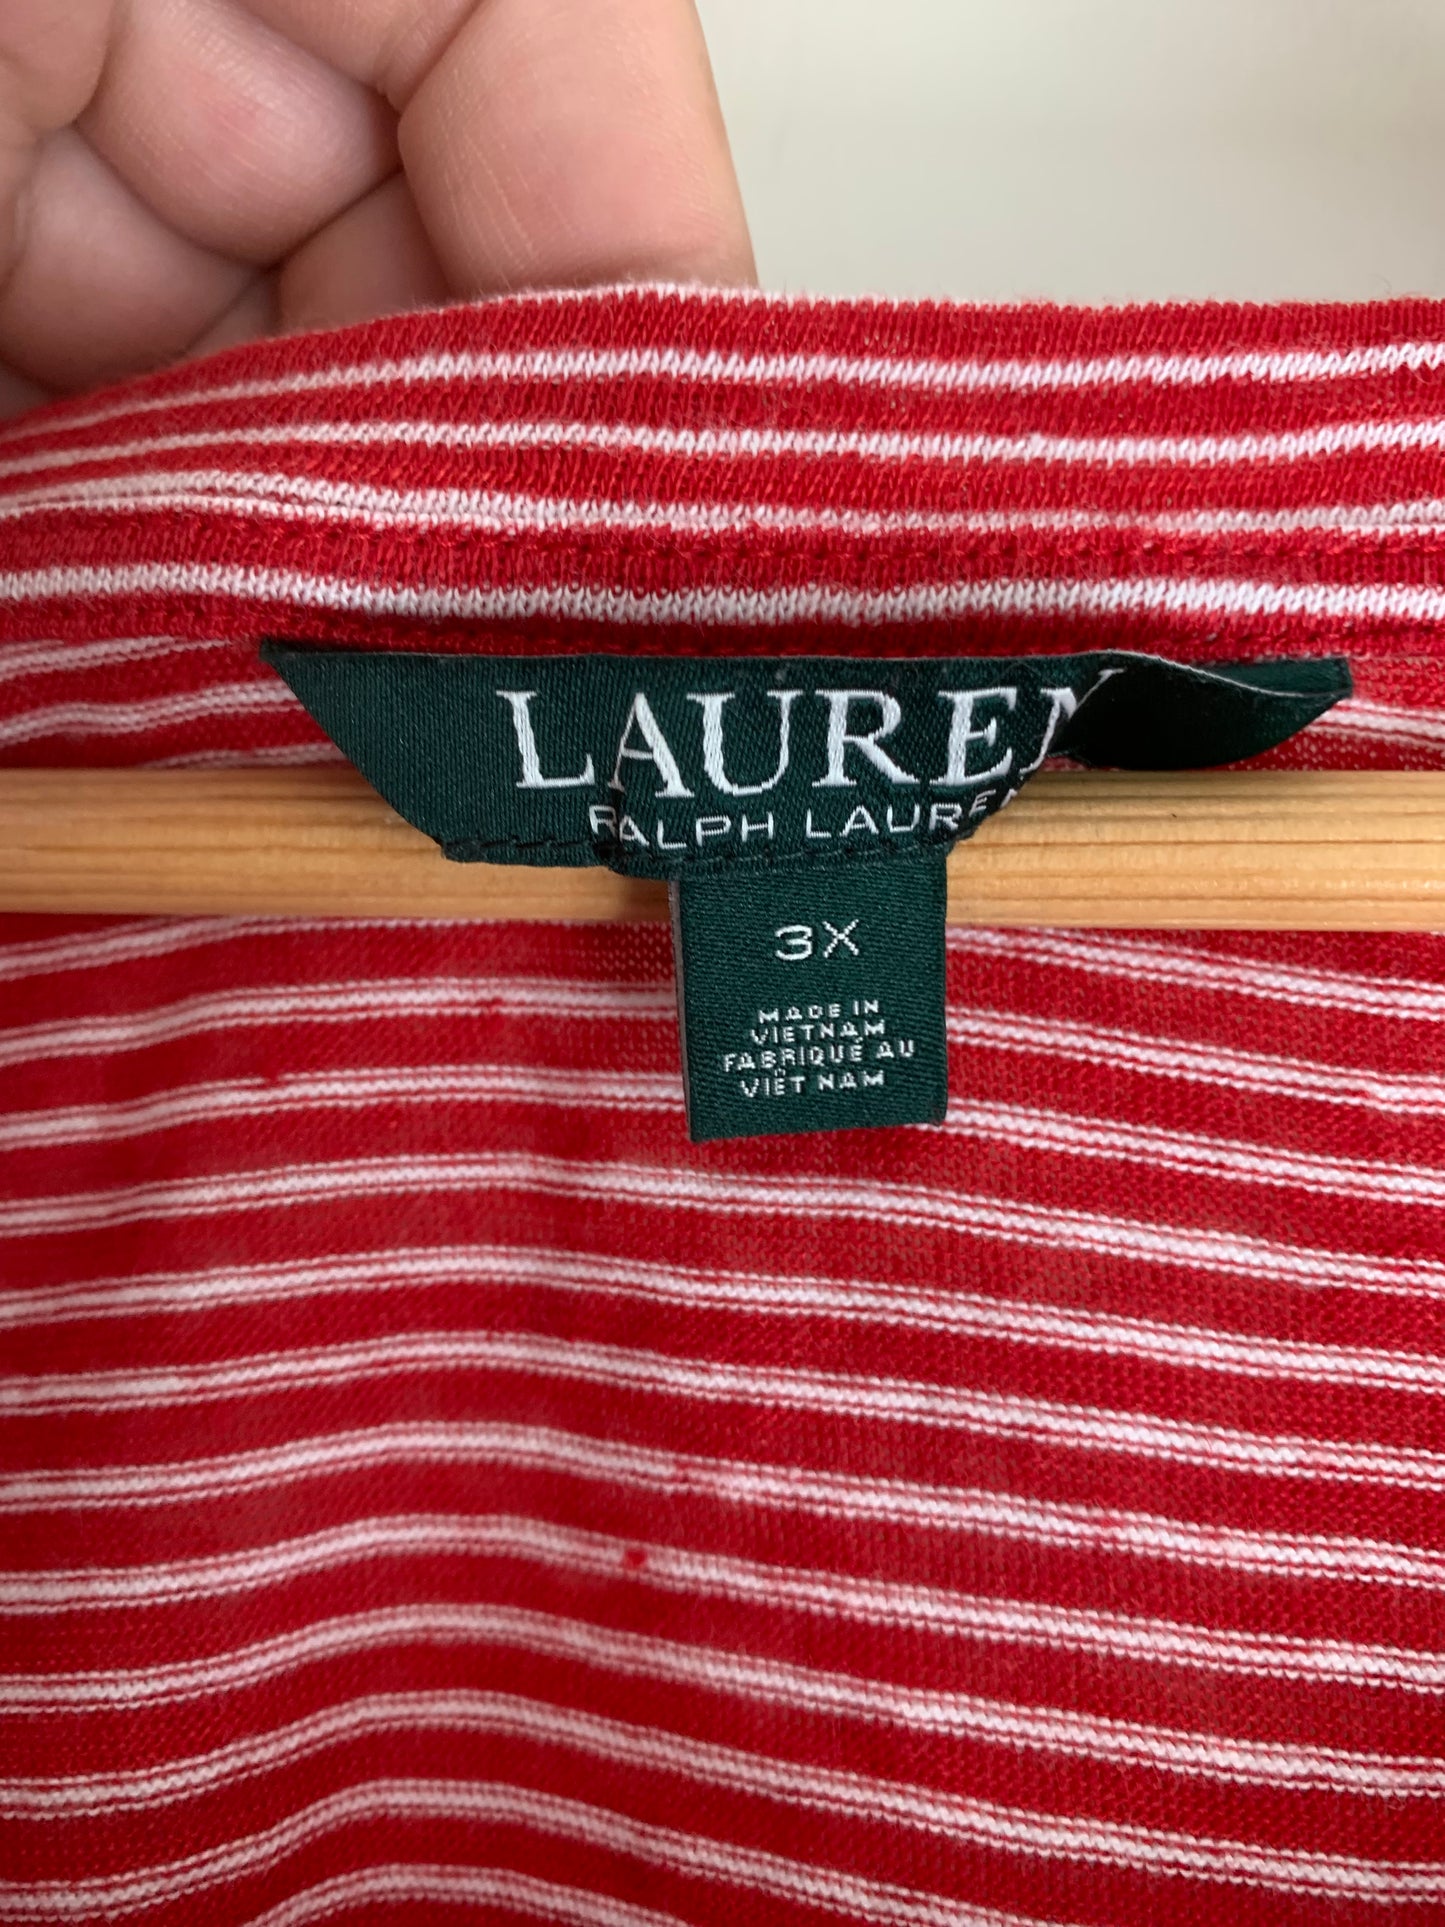 LAUREN
RALPH LAUREN
3X
MADE IN
VIETNAM
FABRIQUÉ AU
VIÊT NAM